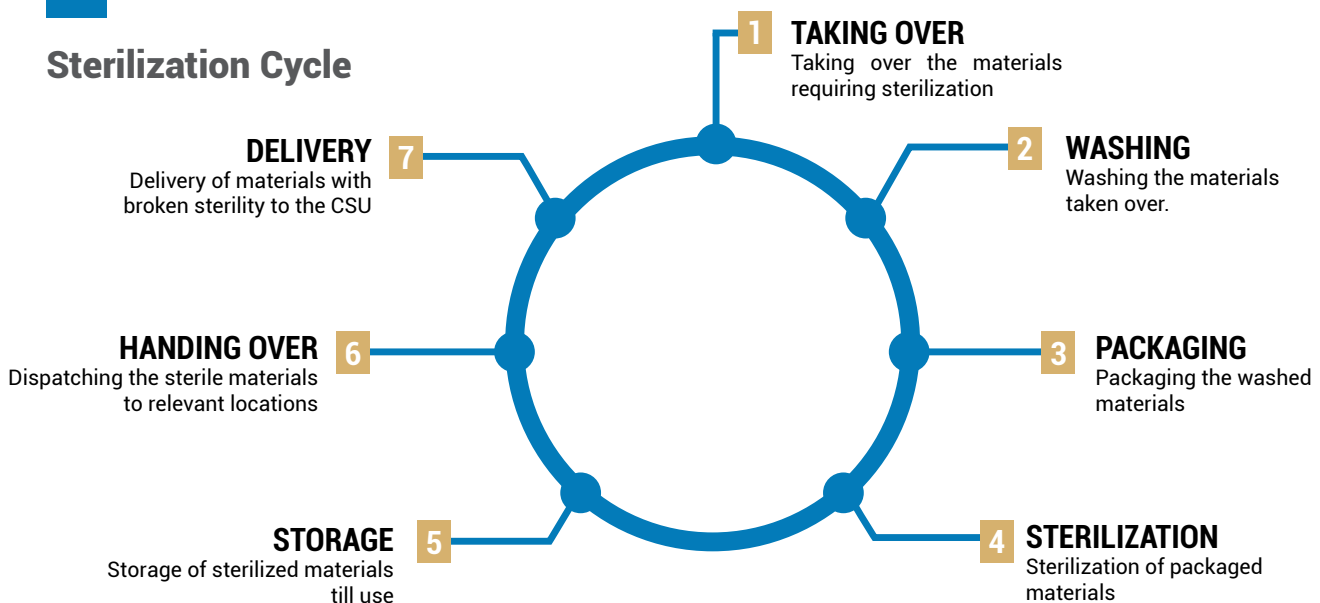 Sterilization Cycle
1
TAKING OVER
Taking over the materials
requiring sterilization
2
WASHING
Washing the materials
taken over.
3
PACKAGING
Packaging the washed
materials
4
STERILIZATION
Sterilization of packaged
materials
5
STORAGE
Storage of sterilized materials
till use
6
HANDING OVER
Dispatching the sterile materials
to relevant locations
7
DELIVERY
Delivery of materials with
broken sterility to the CSU